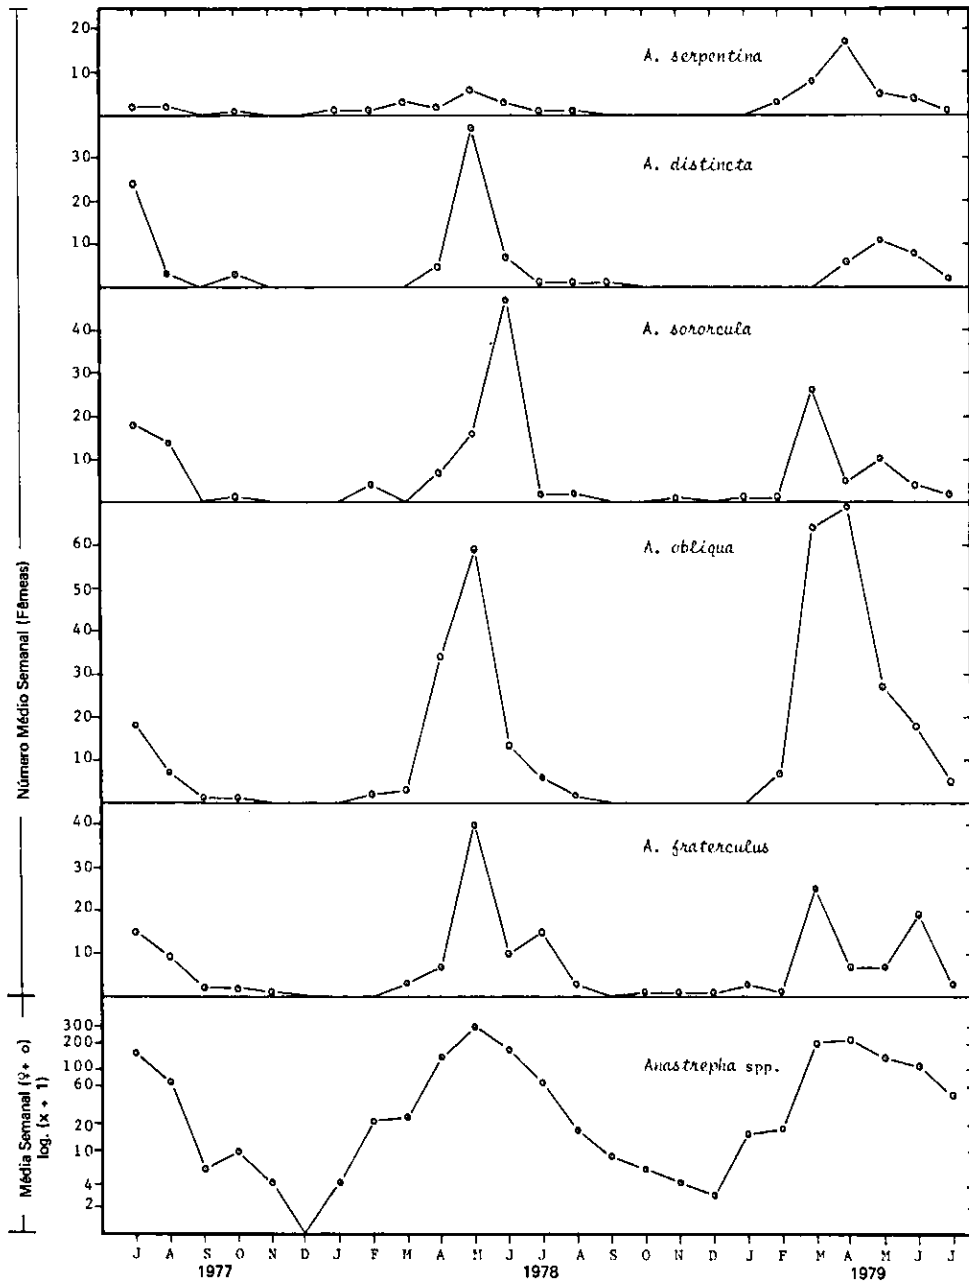 20
10
A. serpentina
30
20
10
A. distincta
40
30
20
10
A. sororcula
60
50
40
30
20
10
A. obliqua
40
30
20
10
A. fraterculus
300
200
100
60
20
10
4
2
Anastrepha spp.
Número Médio Semanal (Fêmeas)
Média Semanal (♀+ o)
log. (x + 1)
J A S O N D J F M A M J J A S O N D J F M A M J J
1977 1978 1979